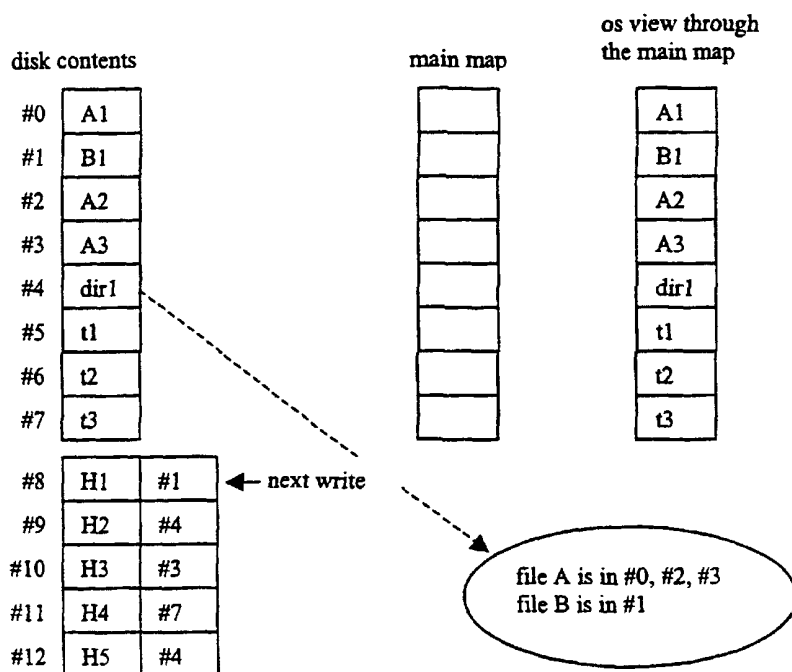 os view through
the main map
disk contents
main map
#0 A1 A1
#1 B1 B1
#2 A2 A2
#3 A3 A3
#4 dir1 dir1
#5 t1 t1
#6 t2 t2
#7 t3 t3
#8 H1 #1 next write
#9 H2 #4
#10 H3 #3
#11 H4 #7
#12 H5 #4
file A is in #0, #2, #3
file B is in #1